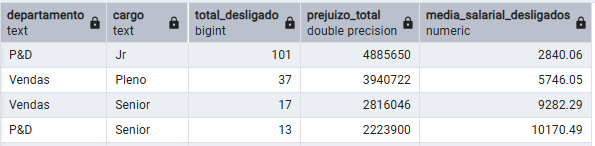 departamento cargo total_desligado prejuizo_total media_salarial_desligados
text text bigint double precision numeric
P&D Jr 101 4885650 2840.06
Vendas Pleno 37 3940722 5746.05
Vendas Senior 17 2816046 9282.29
P&D Senior 13 2223900 10170.49